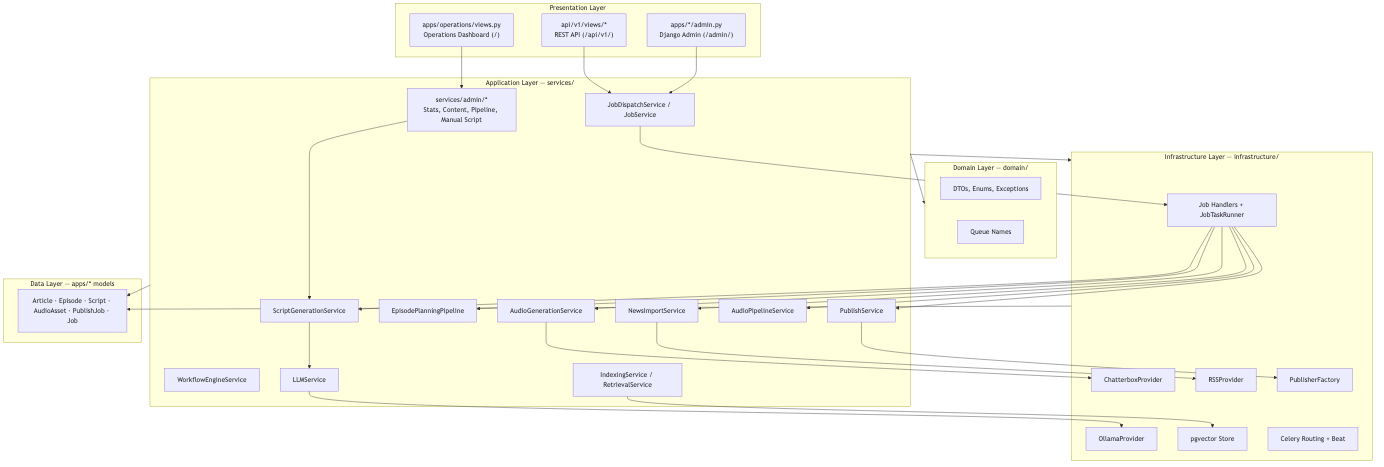 Presentation Layer
apps/operations/views.py
Operations Dashboard (/)
api/v1/views/*
REST API (/api/v1/)
apps/*/admin.py
Django Admin (/admin/)
Application Layer — services/
services/admin/*
Stats, Content, Pipeline,
Manual Script
JobDispatchService /
JobService
Domain Layer — domain/
DTOs, Enums, Exceptions
Queue Names
Infrastructure Layer — infrastructure/
Job Handlers +
JobTaskRunner
Data Layer — apps/* models
Article · Episode · Script ·
AudioAsset · PublishJob ·
Job
ScriptGenerationService
EpisodePlanningPipeline
AudioGenerationService
NewsImportService
AudioPipelineService
PublishService
WorkflowEngineService
LLMService
IndexingService /
RetrievalService
ChatterboxProvider
RSSProvider
PublisherFactory
OllamaProvider
pgvector Store
Celery Routing + Beat